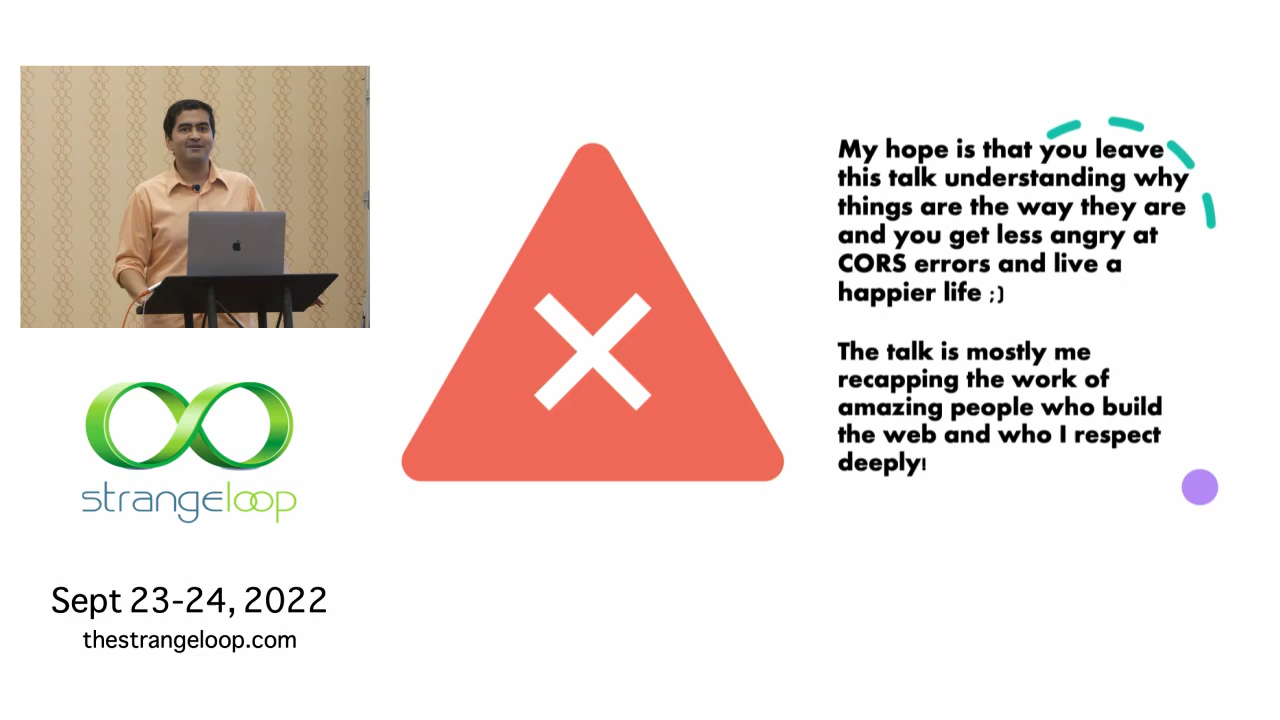 My hope is that you leave
this talk understanding why
things are the way they are
and you get less angry at
CORS errors and live a
happier life ;)
The talk is mostly me
recapping the work of
amazing people who build
the web and who I respect
deeply!
strangeloop
Sept 23-24, 2022
thestrangeloop.com